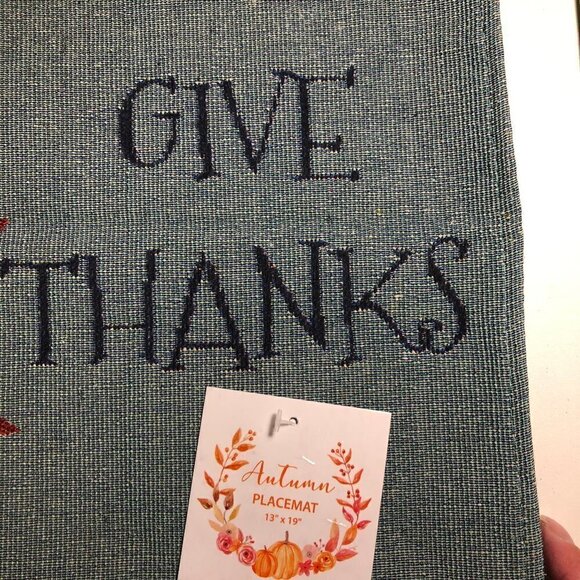 GIVE
THANKS
Autumn
PLACEMAT
13" x 19"